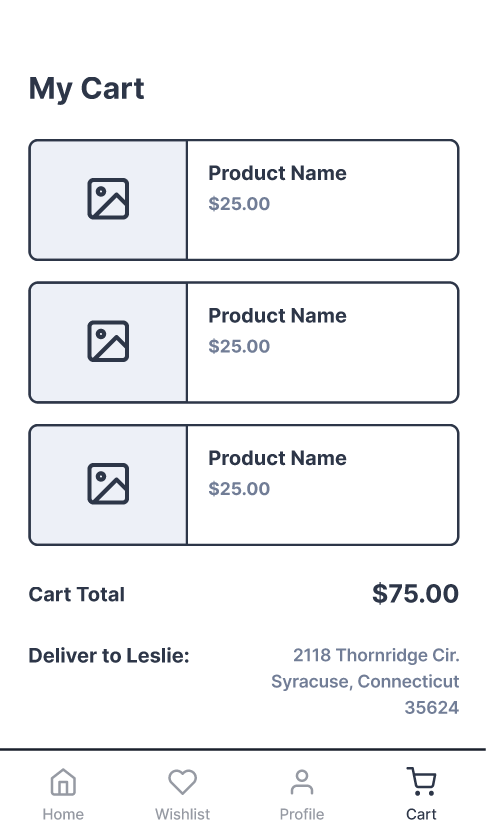 My Cart
Product Name
$25.00
Product Name
$25.00
Product Name
$25.00
Cart Total
$75.00
Deliver to Leslie:
2118 Thornridge Cir.
Syracuse, Connecticut
35624
Home
Wishlist
Profile
Cart